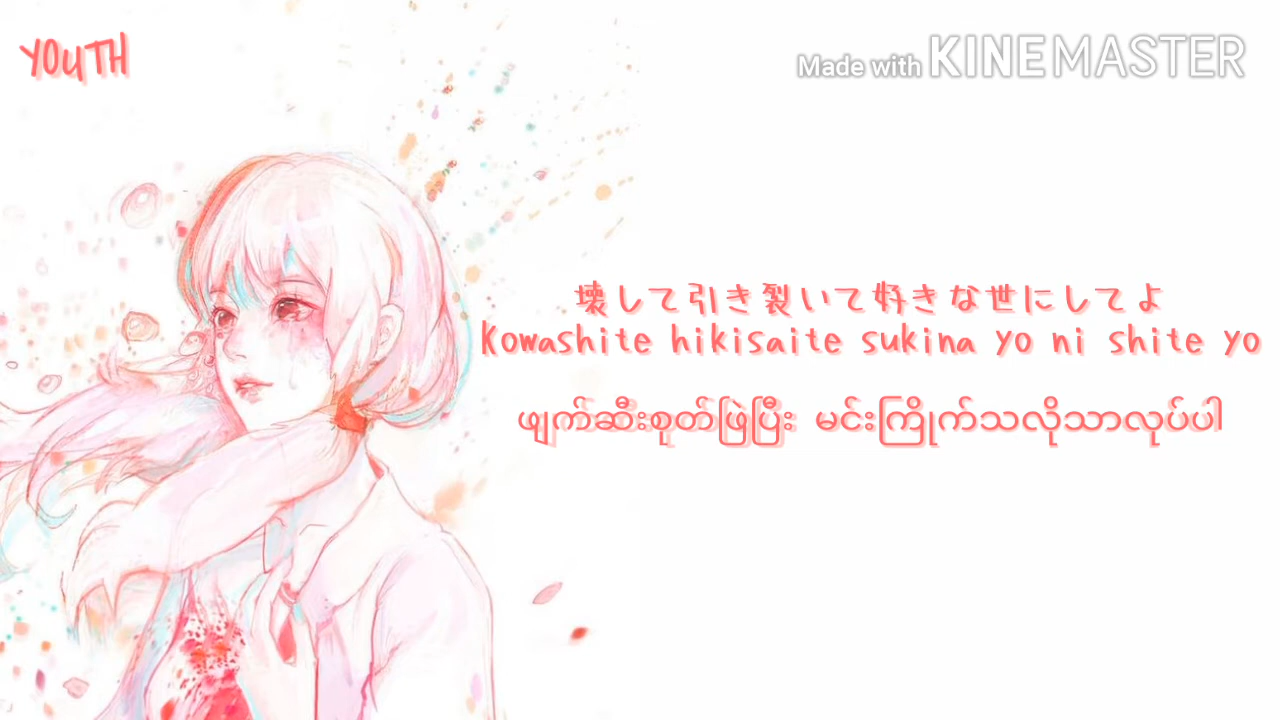 YOUTH
Made with KINEMASTER
壊して引き裂いて好きな世にしてよ
Kowashite hikisaite sukina yo ni shite yo
ဖျက်ဆီးစုတ်ဖြဲပြီး မင်းကြိုက်သလိုသာလုပ်ပါ